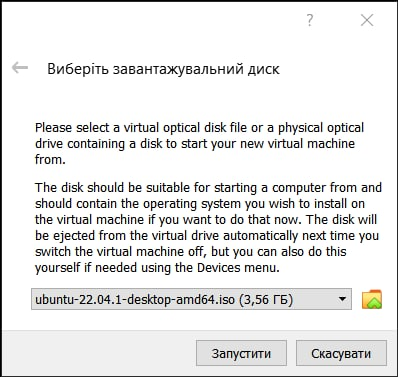 ?
Виберіть завантажувальний диск
Please select a virtual optical disk file or a physical optical
drive containing a disk to start your new virtual machine
from.
The disk should be suitable for starting a computer from and
should contain the operating system you wish to install on
the virtual machine if you want to do that now. The disk will
be ejected from the virtual drive automatically next time you
switch the virtual machine off, but you can also do this
yourself if needed using the Devices menu.
ubuntu-22.04.1-desktop-amd64.iso (3,56 ГБ)
Запустити Скасувати